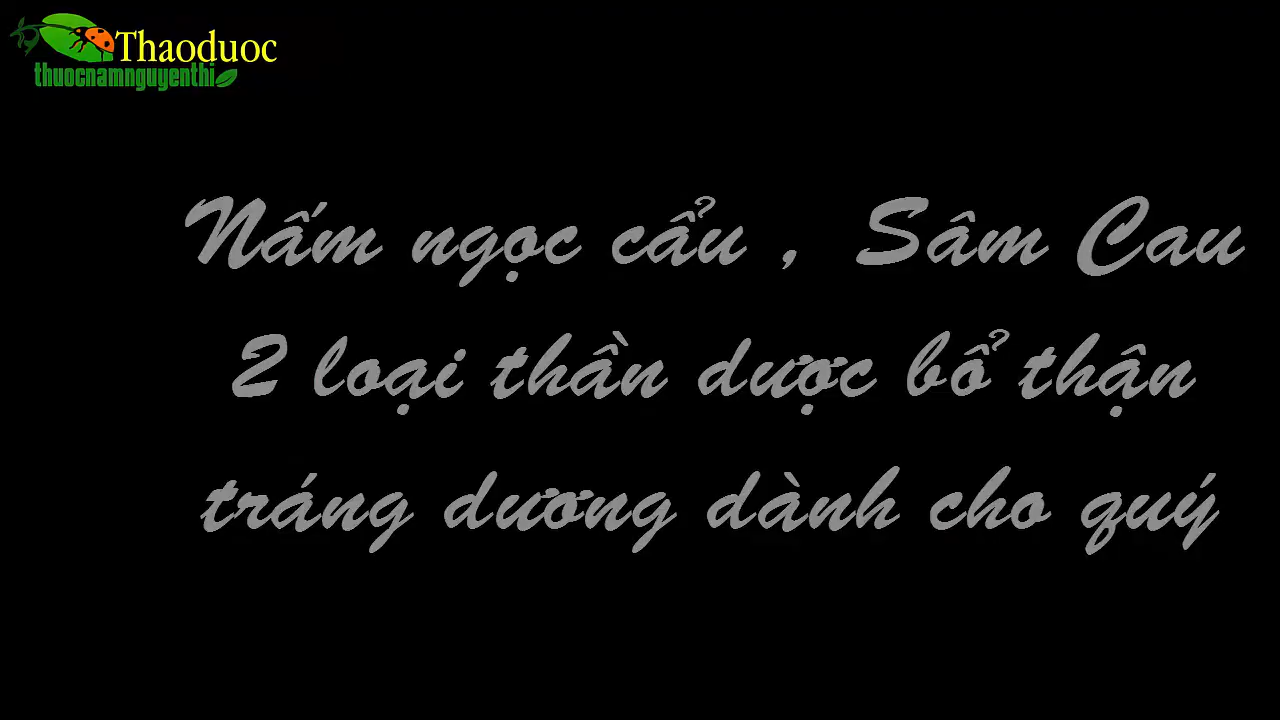 Thaoduoc
thuocnamnguyenthi
Nấm ngọc cẩu , Sâm Cau
2 loại thần dược bổ thận
tráng dương dành cho quý